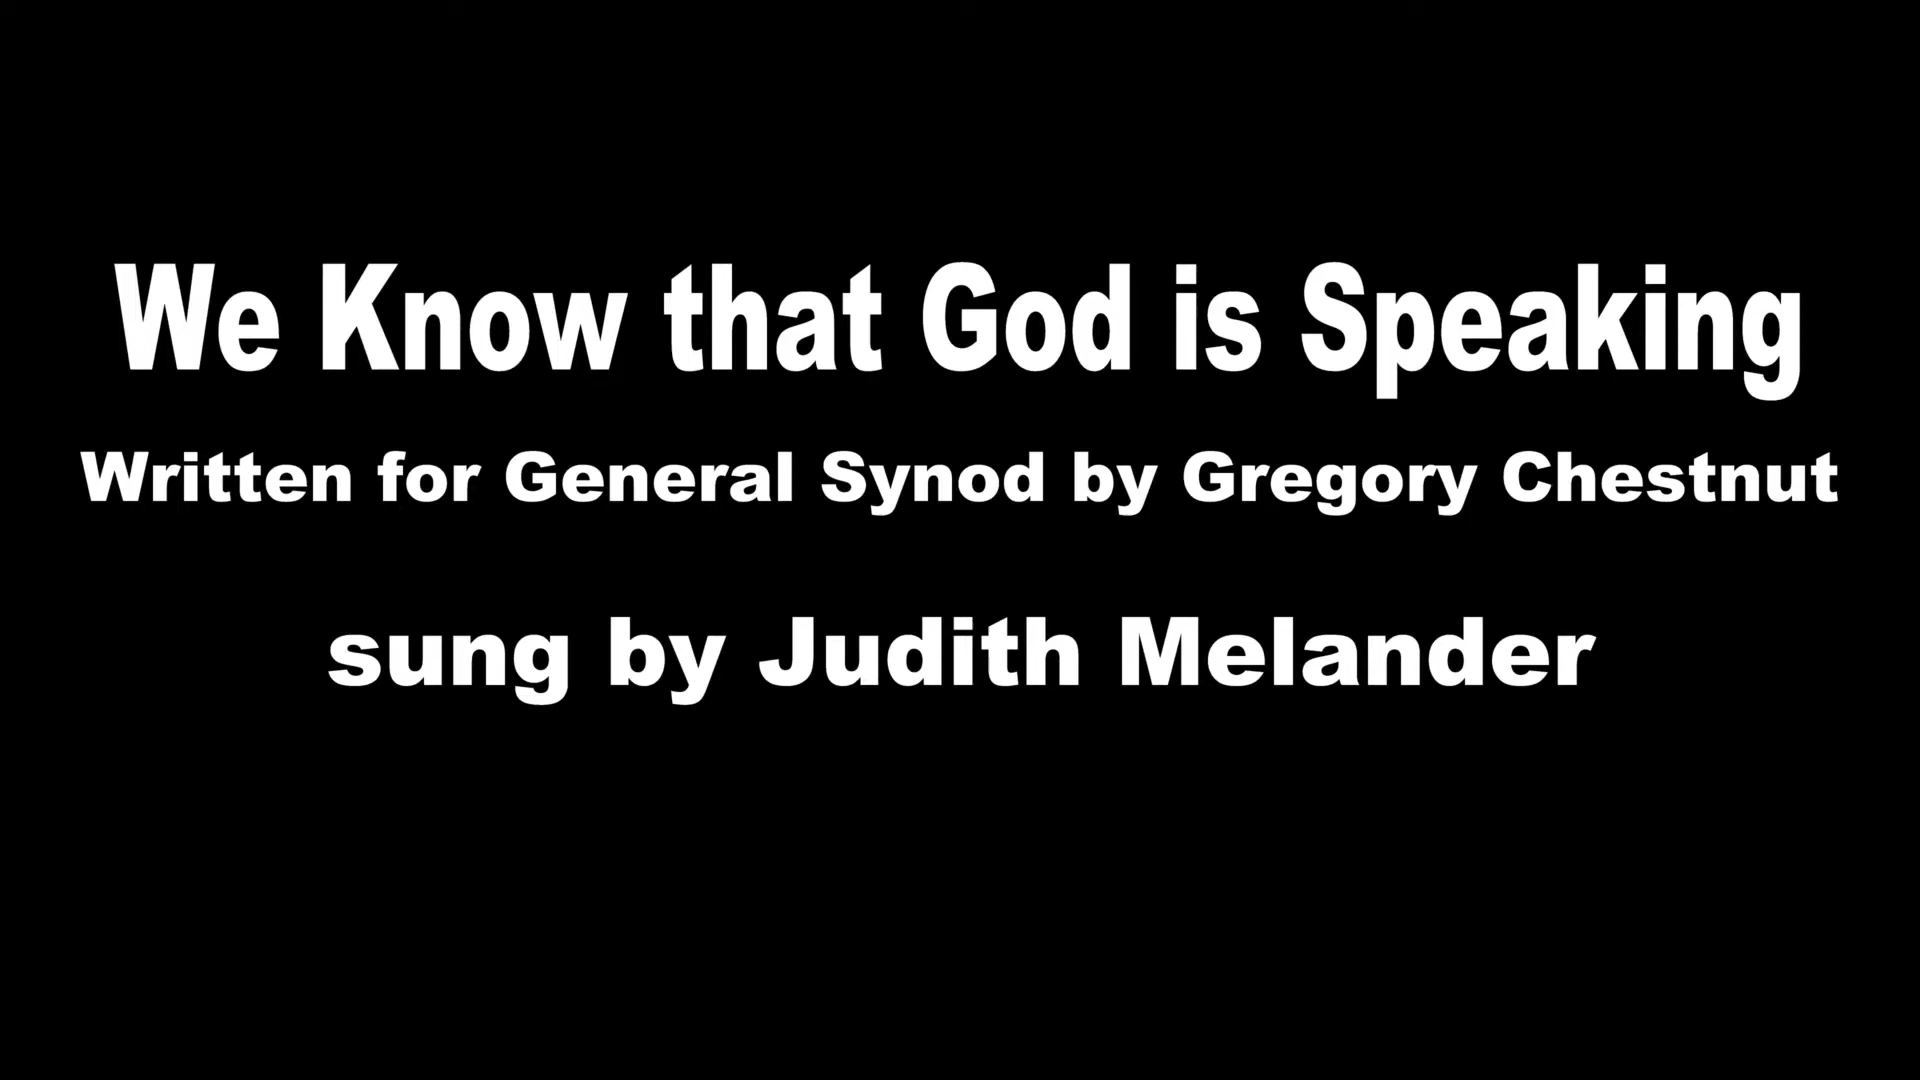 We Know that God is Speaking
Written for General Synod by Gregory Chestnut
sung by Judith Melander